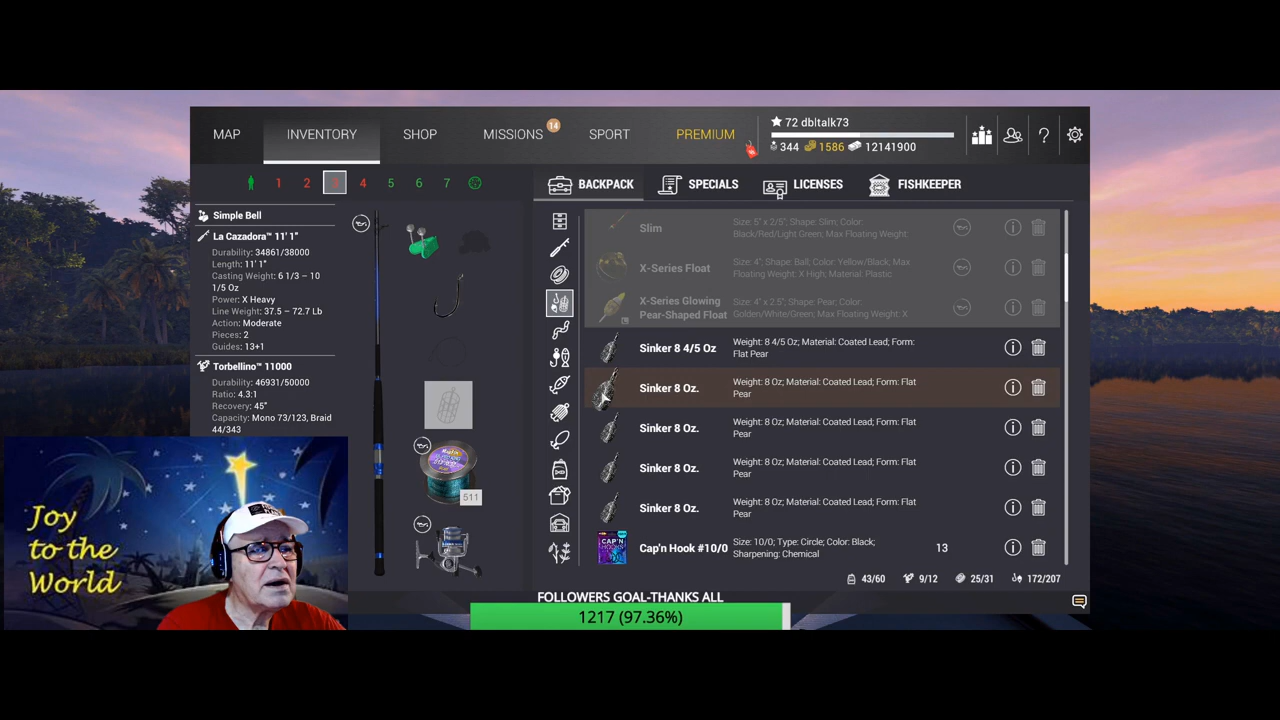 MAP
INVENTORY
SHOP
MISSIONS
14
SPORT
PREMIUM
72 dbltalk73
344
1586
12141900
1
2
3
4
5
6
7
BACKPACK
SPECIALS
LICENSES
FISHKEEPER
Simple Bell
La Cazadora™ 11' 1"
Durability: 34861/38000
Length: 11' 1"
Casting Weight: 6 1/3 – 10
1/5 Oz
Power: X Heavy
Line Weight: 37.5 – 72.7 Lb
Action: Moderate
Pieces: 2
Guides: 13+1
Torbellino™ 11000
Durability: 46931/50000
Ratio: 4.3:1
Recovery: 45"
Capacity: Mono 73/123, Braid
44/343
511
Slim
Size: 6" x 2/5"; Shape: Slim, Color:
Black/Red/Light Green; Max Floating Weight:
X-Series Float
Size: 4"; Shape: Ball, Color: Yellow/Black; Max
Floating Weight: X High; Material: Plastic
X-Series Glowing
Pear-Shaped Float
Size: 4" x 2.5"; Shape: Pear, Color:
Golden/White/Green; Max Floating Weight: X
Sinker 8 4/5 Oz
Weight: 8 4/5 Oz; Material: Coated Lead; Form:
Flat Pear
Sinker 8 Oz.
Weight: 8 Oz; Material: Coated Lead; Form: Flat
Pear
Sinker 8 Oz.
Weight: 8 Oz; Material: Coated Lead; Form: Flat
Pear
Sinker 8 Oz.
Weight: 8 Oz; Material: Coated Lead; Form: Flat
Pear
Sinker 8 Oz.
Weight: 8 Oz; Material: Coated Lead; Form: Flat
Pear
CAP'N
HOOKS
Cap'n Hook #10/0
Size: 10/0; Type: Circle; Color: Black;
Sharpening: Chemical
13
43/60
9/12
25/31
172/207
Joy
to the
World
FOLLOWERS GOAL-THANKS ALL
1217 (97.36%)